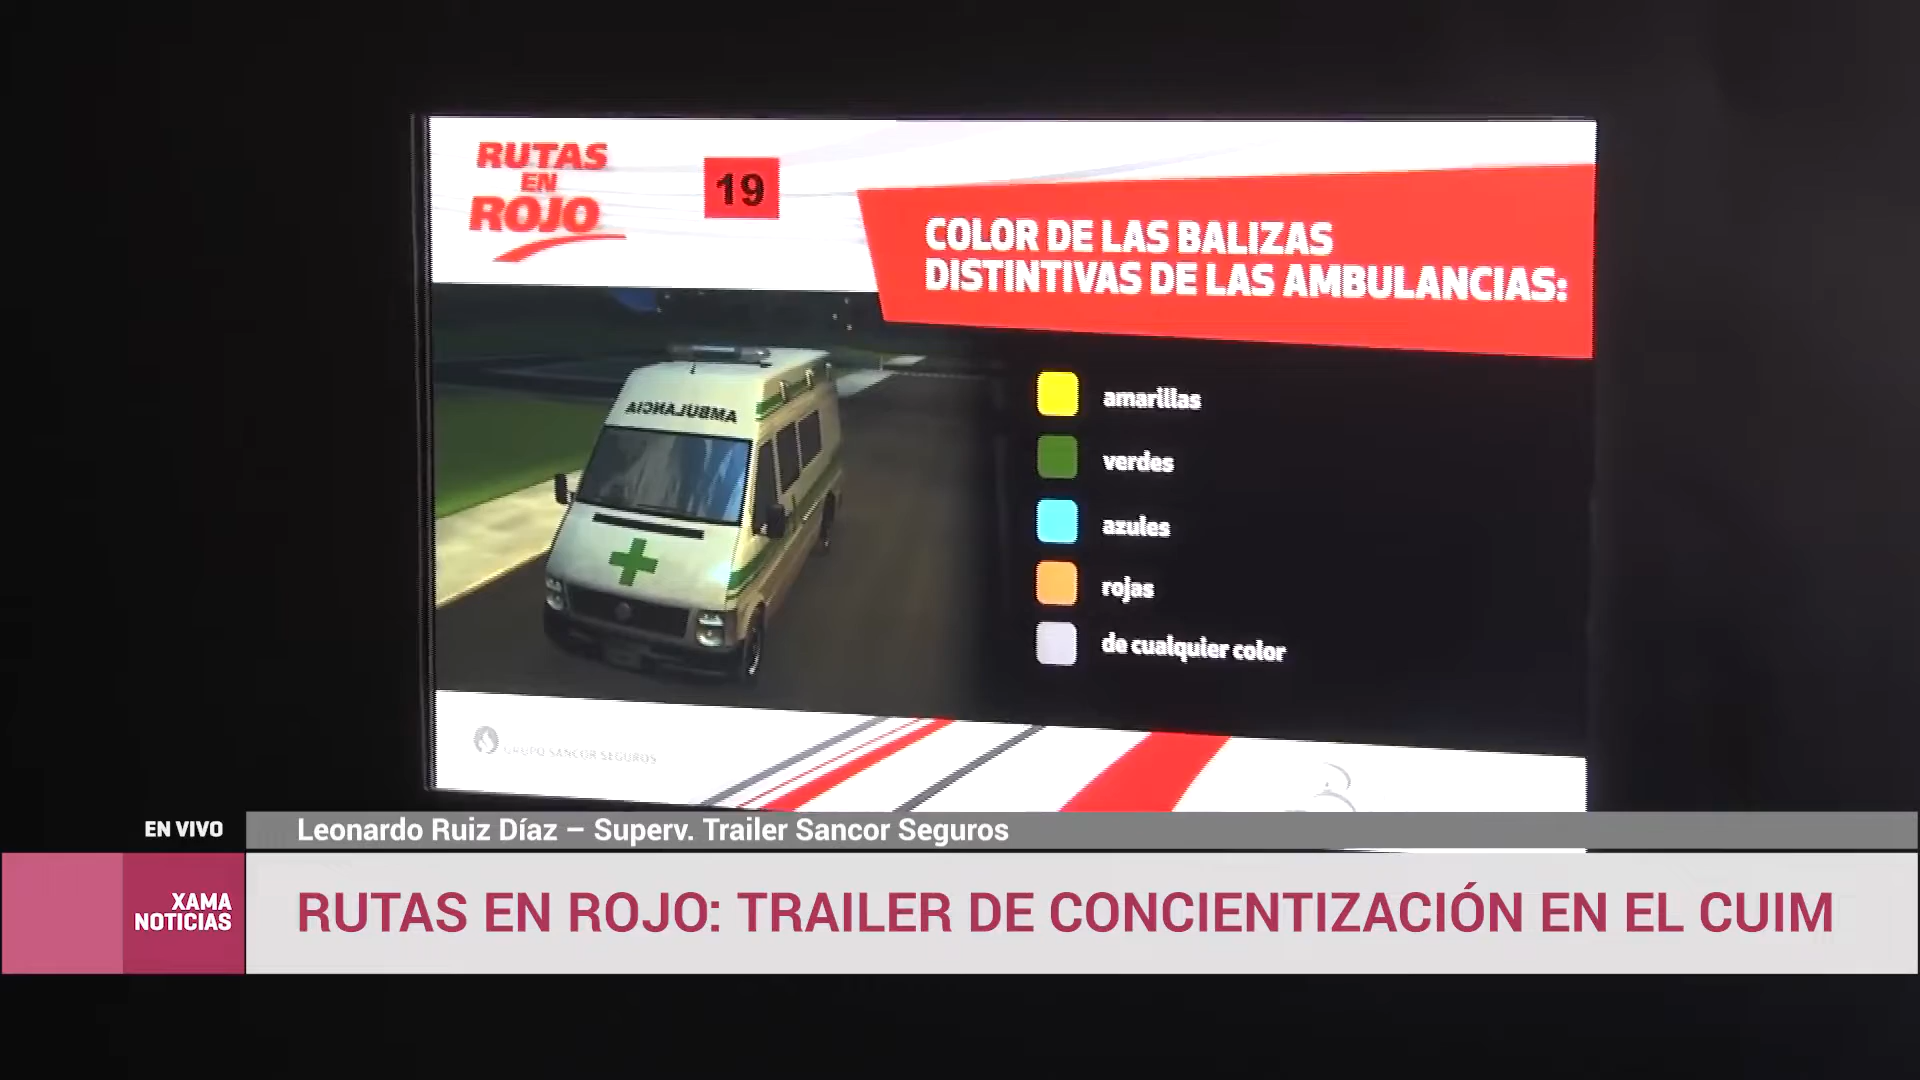 RUTAS
EN
ROJO
19
COLOR DE LAS BALIZAS
DISTINTIVAS DE LAS AMBULANCIAS:
AMBULANCIA
amarillas
verdes
azules
rojas
de cualquier color
GRUPO SANCOR SEGUROS
EN VIVO
Leonardo Ruiz Díaz – Superv. Trailer Sancor Seguros
XAMA
NOTICIAS
RUTAS EN ROJO: TRAILER DE CONCIENTIZACIÓN EN EL CUIM